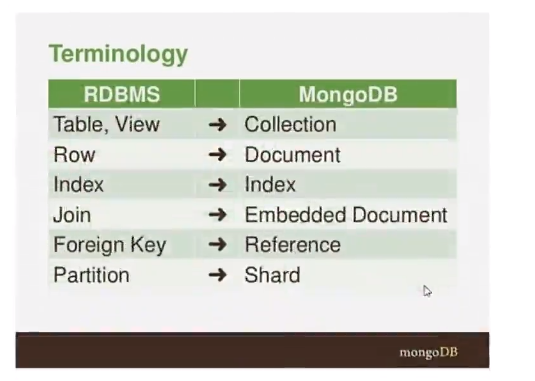 Terminology
RDBMS MongoDB
Table, View → Collection
Row → Document
Index → Index
Join → Embedded Document
Foreign Key → Reference
Partition → Shard
mongoDB